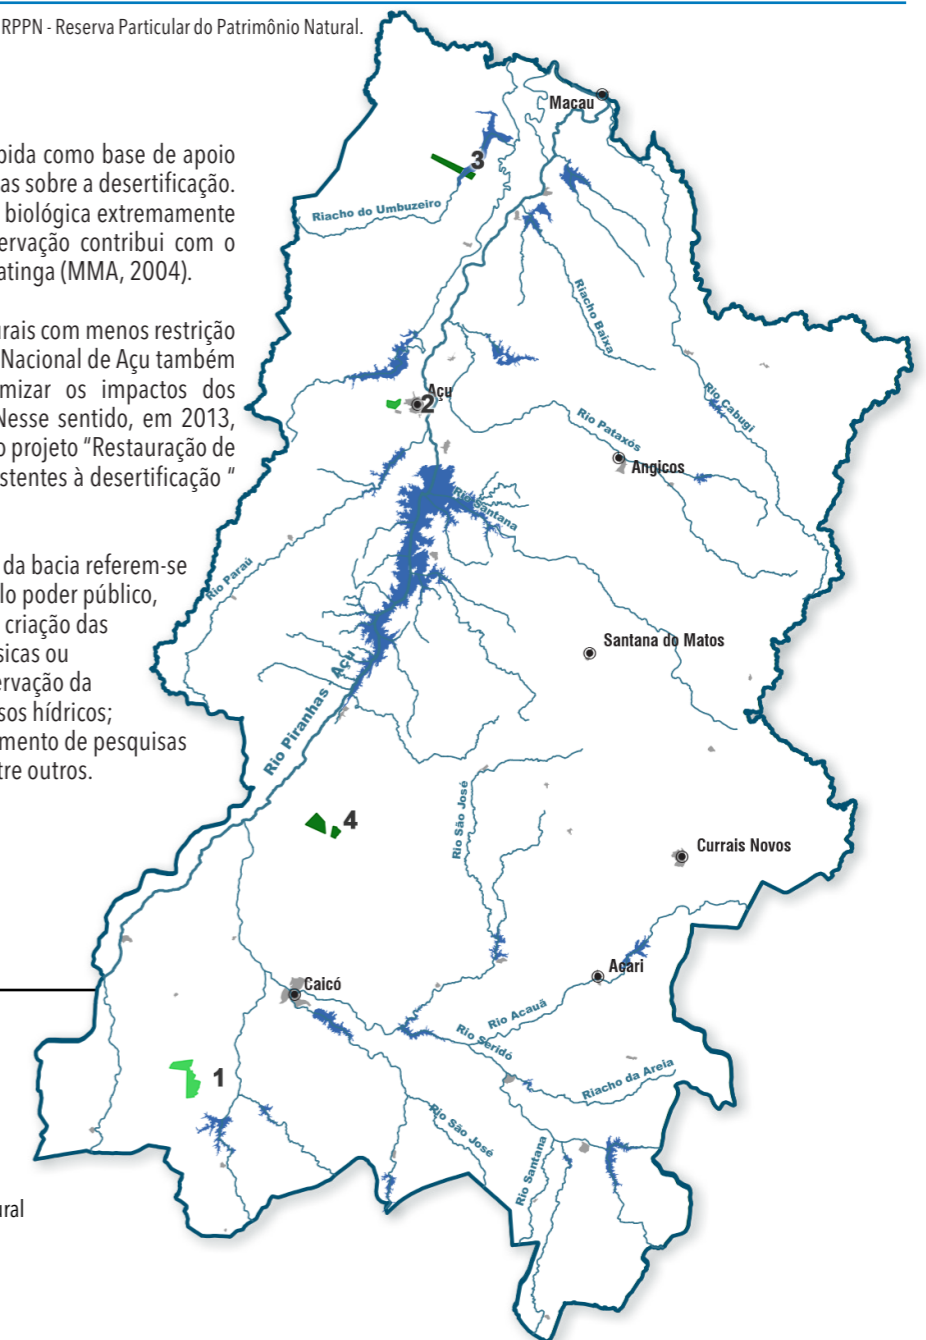 RPPN - Reserva Particular do Patrimônio Natural.
bida como base de apoio
as sobre a desertificação.
biológica extremamente
ervação contribui com o
atinga (MMA, 2004).
urais com menos restrição
Nacional de Açu também
imizar os impactos dos
Nesse sentido, em 2013,
o projeto "Restauração de
istentes à desertificação "
da bacia referem-se
lo poder público,
criação das
sicas ou
ervação da
sos hídricos;
mento de pesquisas
tre outros.
ural
Macau
3
Riacho do Umbuzeiro
Riacho Baixa
Rio Cabugi
Açu
2
Rio Pataxós
Angicos
Rio Santana
Rio Paraú
Santana do Matos
Rio Piranhas - Açu
4
Rio São José
Currais Novos
Acari
Caicó
Rio Acauã
Rio Seridó
Riacho da Areia
1
Rio São José
Rio Santana